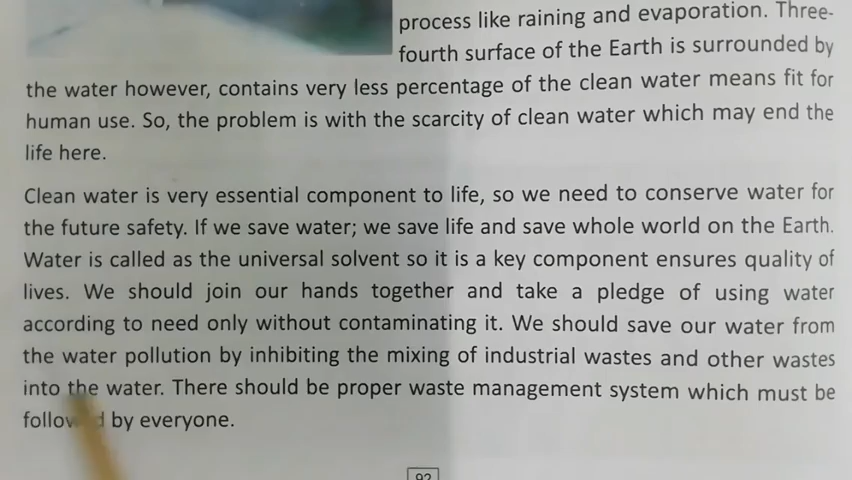 process like raining and evaporation. Three-
fourth surface of the Earth is surrounded by
the water however, contains very less percentage of the clean water means fit for
human use. So, the problem is with the scarcity of clean water which may end the
life here.
Clean water is very essential component to life, so we need to conserve water for
the future safety. If we save water; we save life and save whole world on the Earth.
Water is called as the universal solvent so it is a key component ensures quality of
lives. We should join our hands together and take a pledge of using water
according to need only without contaminating it. We should save our water from
the water pollution by inhibiting the mixing of industrial wastes and other wastes
into the water. There should be proper waste management system which must be
followed by everyone.